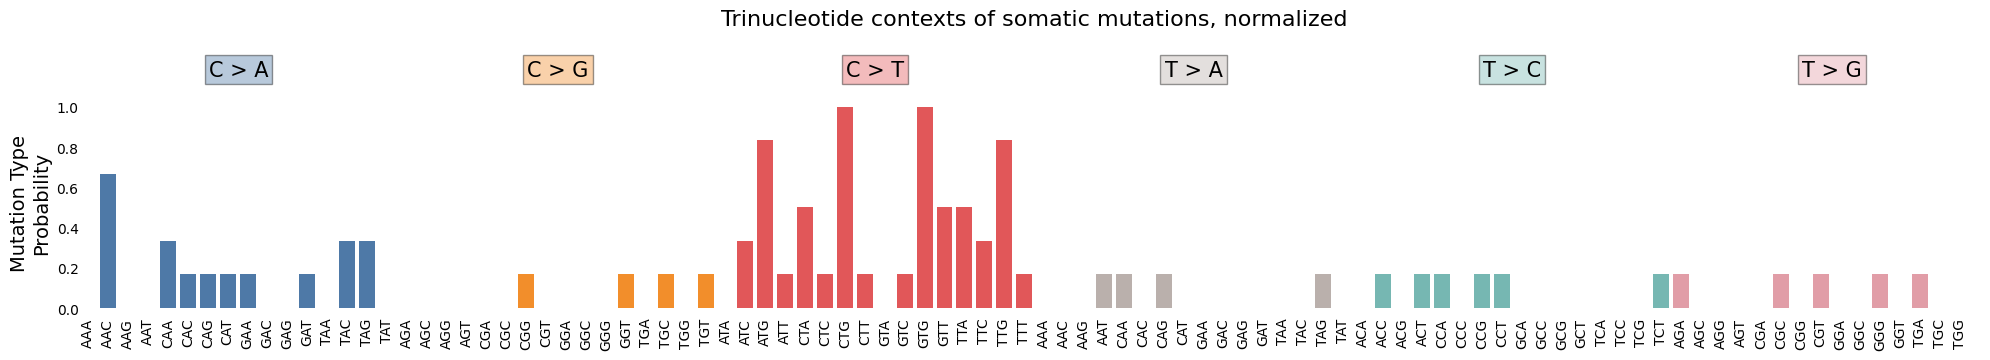 Trinucleotide contexts of somatic mutations, normalized
C > A
C > G
C > T
T > A
T > C
T > G
Mutation Type
Probability
1.0
0.8
0.6
0.4
0.2
0.0
AAA AAC AAG AAT CAA CAC CAG CAT GAA GAC GAG GAT TAA TAC TAG TAT AGA AGC AGG AGT CGA CGC CGG CGT GGA GGC GGG GGT TGA TGC TGG TGT ATA ATC ATG ATT CTA CTC CTG CTT GTA GTC GTG GTT TTA TTC TTG TTT AAA AAC AAG AAT CAA CAC CAG CAT GAA GAC GAG GAT TAA TAC TAG TAT ACA ACC ACG ACT CCA CCC CCG CCT GCA GCC GCG GCT TCA TCC TCG TCT AGA AGC AGG AGT CGA CGC CGG CGT GGA GGC GGG GGT TGA TGC TGG